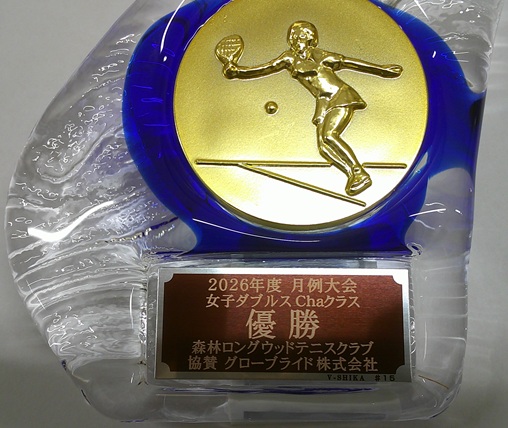 2026年度 月例大会
女子ダブルス Chaクラス
優勝
森林ロングウッドテニスクラブ
協賛 グローブライド株式会社
V-SHIKA #15